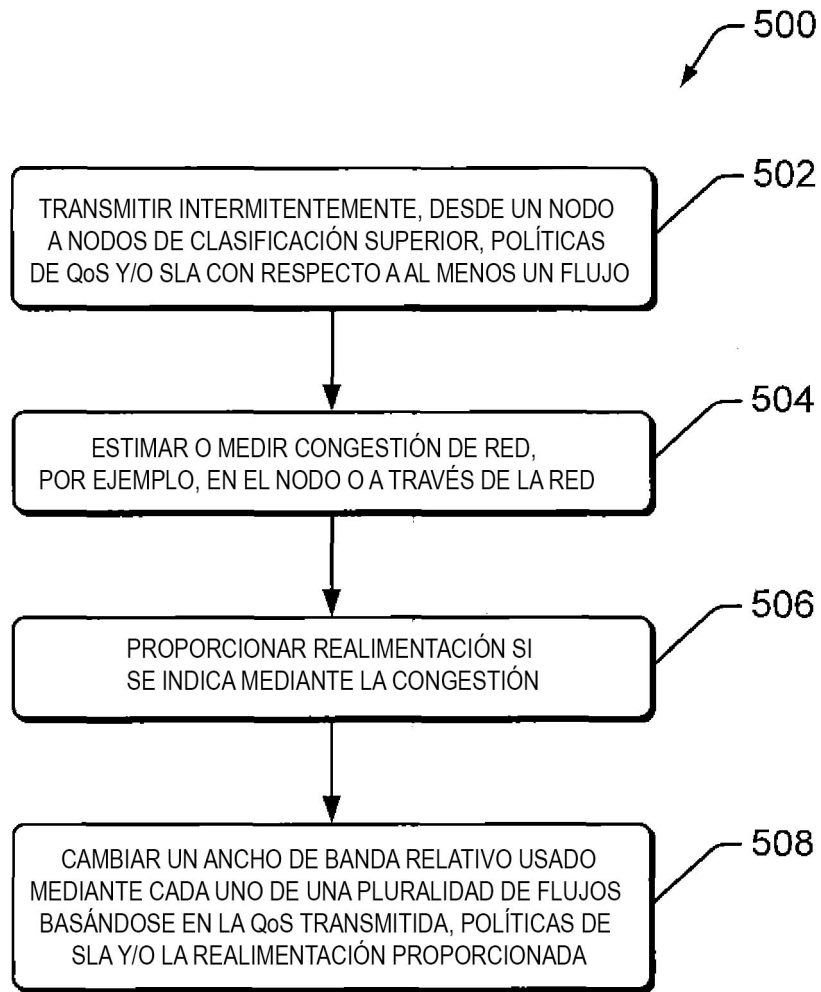 500
502
TRANSMITIR INTERMITENTEMENTE, DESDE UN NODO
A NODOS DE CLASIFICACIÓN SUPERIOR, POLÍTICAS
DE QoS Y/O SLA CON RESPECTO A AL MENOS UN FLUJO
504
ESTIMAR O MEDIR CONGESTIÓN DE RED,
POR EJEMPLO, EN EL NODO O A TRAVÉS DE LA RED
506
PROPORCIONAR REALIMENTACIÓN SI
SE INDICA MEDIANTE LA CONGESTIÓN
508
CAMBIAR UN ANCHO DE BANDA RELATIVO USADO
MEDIANTE CADA UNO DE UNA PLURALIDAD DE FLUJOS
BASÁNDOSE EN LA QoS TRANSMITIDA, POLÍTICAS DE
SLA Y/O LA REALIMENTACIÓN PROPORCIONADA